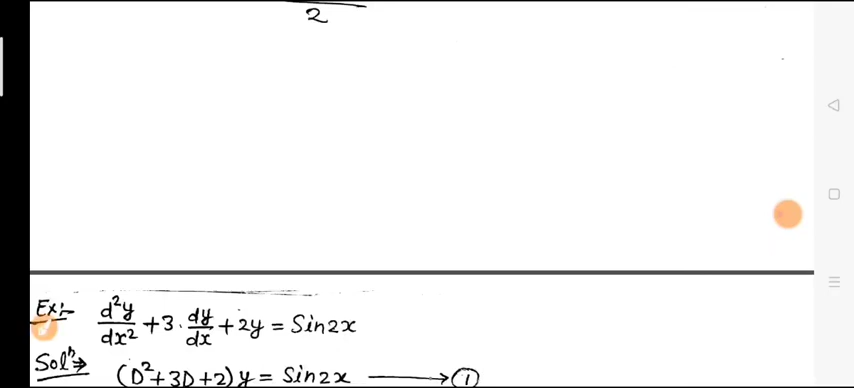 2
Ex:- d²y/dx² + 3. dy/dx + 2y = Sin2x
Solⁿ⇒ (D²+3D+2)y = Sin2x ⟶ ①